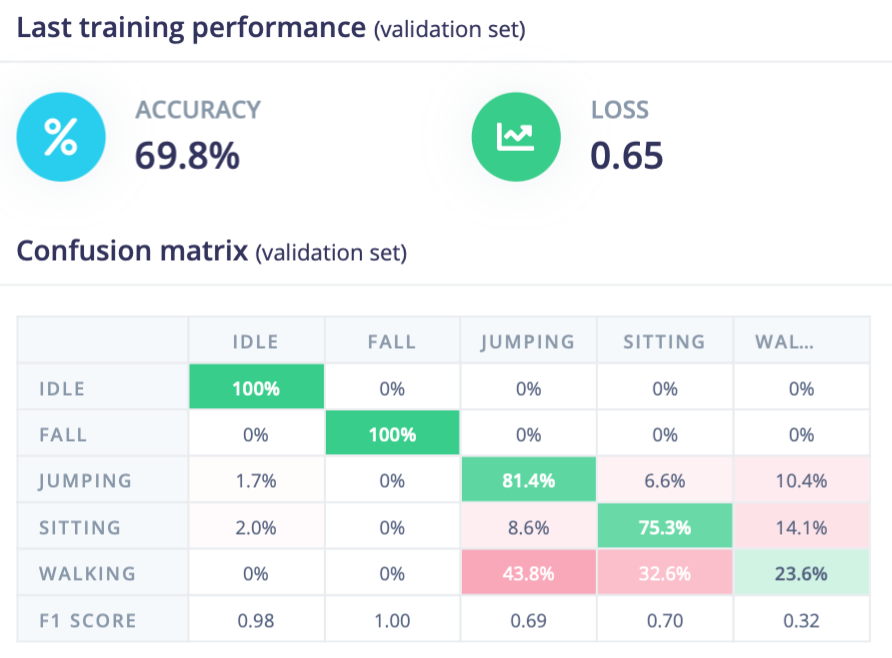 Last training performance (validation set)
%
ACCURACY
69.8%
LOSS
0.65
Confusion matrix (validation set)
IDLE FALL JUMPING SITTING WAL...
IDLE 100% 0% 0% 0% 0%
FALL 0% 100% 0% 0% 0%
JUMPING 1.7% 0% 81.4% 6.6% 10.4%
SITTING 2.0% 0% 8.6% 75.3% 14.1%
WALKING 0% 0% 43.8% 32.6% 23.6%
F1 SCORE 0.98 1.00 0.69 0.70 0.32